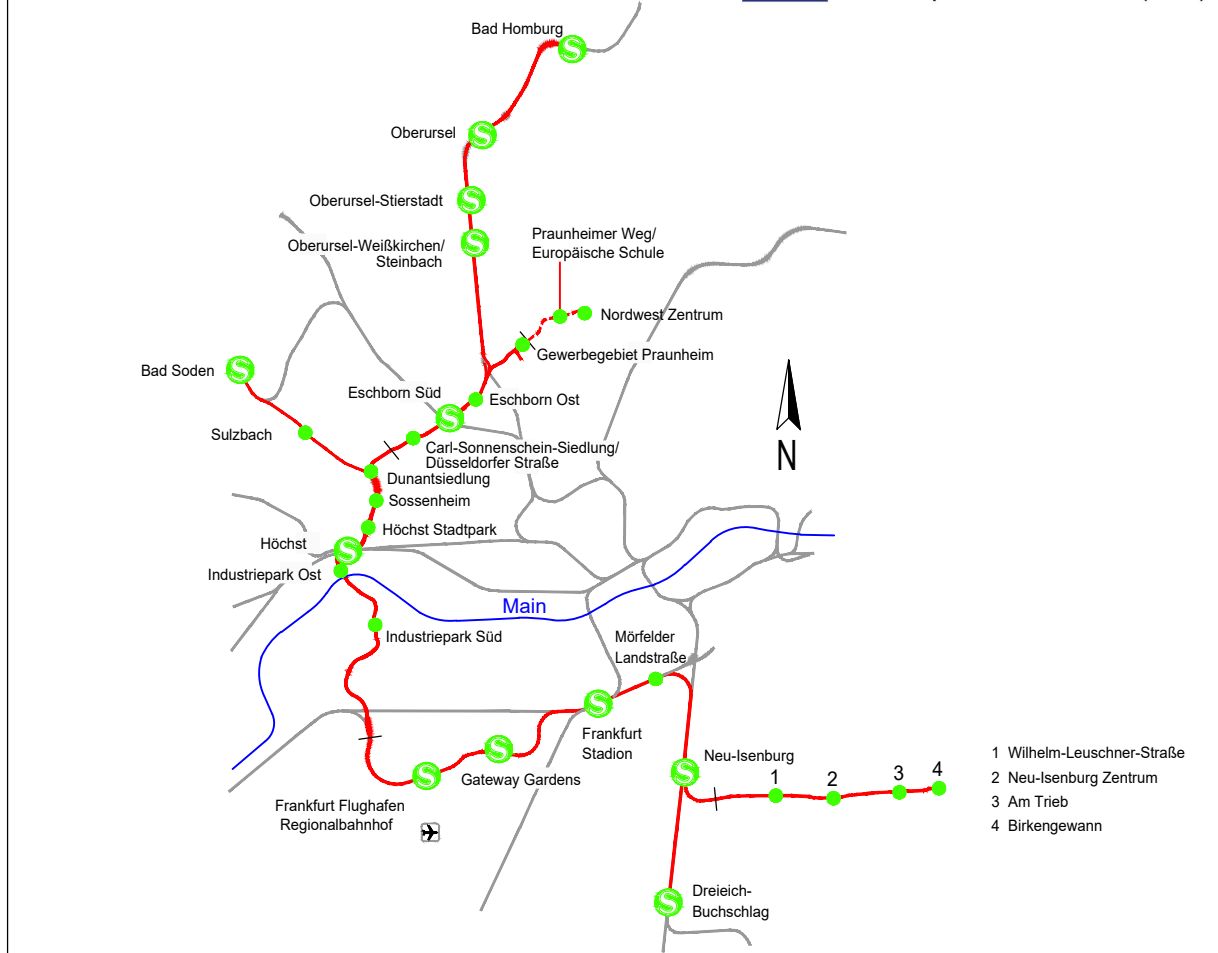 Bad Homburg
Oberursel
Oberursel-Stierstadt
Oberursel-Weißkirchen/
Steinbach
Praunheimer Weg/
Europäische Schule
Nordwest Zentrum
Gewerbegebiet Praunheim
Bad Soden
Eschborn Süd
Eschborn Ost
Sulzbach
Carl-Sonnenschein-Siedlung/
Düsseldorfer Straße
N
Dunantsiedlung
Sossenheim
Höchst Stadtpark
Höchst
Industriepark Ost
Main
Industriepark Süd
Mörfelder
Landstraße
Frankfurt
Stadion
Neu-Isenburg
Gateway Gardens
1
2
3
4
1 Wilhelm-Leuschner-Straße
2 Neu-Isenburg Zentrum
3 Am Trieb
4 Birkengewann
Frankfurt Flughafen
Regionalbahnhof
Dreieich-
Buchschlag